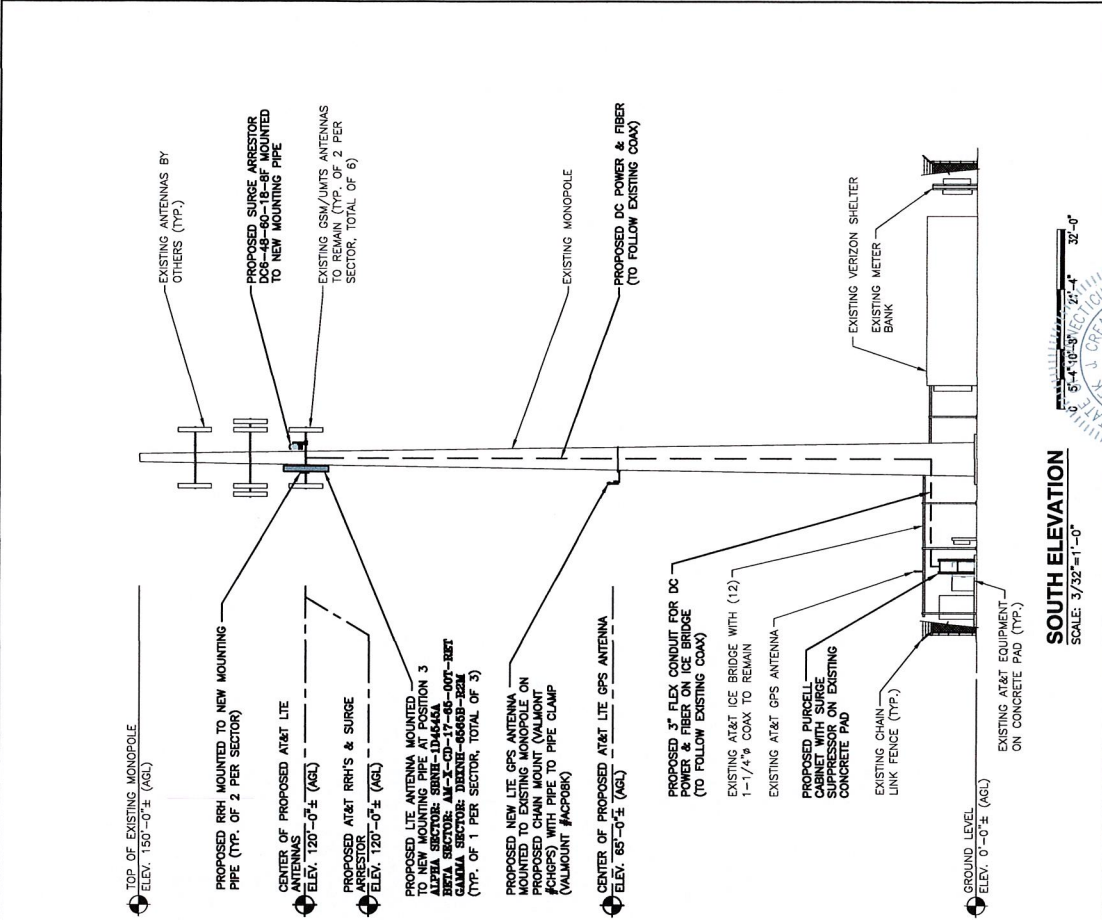 TOP OF EXISTING MONOPOLE
ELEV. 150'-0"± (AGL)
PROPOSED RRH MOUNTED TO NEW MOUNTING
PIPE (TYP. OF 2 PER SECTOR)
CENTER OF PROPOSED AT&T LTE
ANTENNAS
ELEV. 120'-0"± (AGL)
PROPOSED AT&T RRH'S & SURGE
ARRESTOR
ELEV. 120'-0"± (AGL)
PROPOSED LTE ANTENNA MOUNTED
TO NEW MOUNTING PIPE AT POSITION 3
ALPHA SECTOR: SBNH-1D4545A
BETA SECTOR: AM-X-CD-17-65-00T-RET
GAMMA SECTOR: DBXNH-6565B-R2M
(TYP. OF 1 PER SECTOR, TOTAL OF 3)
PROPOSED NEW LTE GPS ANTENNA
MOUNTED TO EXISTING MONOPOLE ON
PROPOSED CHAIN MOUNT (VALMONT
#CHGPS) WITH PIPE TO PIPE CLAMP
(VALMOUNT #ACP08K)
CENTER OF PROPOSED AT&T LTE GPS ANTENNA
ELEV. 65'-0"± (AGL)
PROPOSED 3" FLEX CONDUIT FOR DC
POWER & FIBER ON ICE BRIDGE
(TO FOLLOW EXISTING COAX)
EXISTING AT&T ICE BRIDGE WITH (12)
1-1/4"ø COAX TO REMAIN
EXISTING AT&T GPS ANTENNA
PROPOSED PURCELL
CABINET WITH SURGE
SUPPRESSOR ON EXISTING
CONCRETE PAD
EXISTING CHAIN
LINK FENCE (TYP.)
GROUND LEVEL
ELEV. 0'-0"± (AGL)
EXISTING AT&T EQUIPMENT
ON CONCRETE PAD (TYP.)
EXISTING ANTENNAS BY
OTHERS (TYP.)
PROPOSED SURGE ARRESTOR
DC6-48-60-18-8F MOUNTED
TO NEW MOUNTING PIPE
EXISTING GSM/UMTS ANTENNAS
TO REMAIN (TYP. OF 2 PER
SECTOR, TOTAL OF 6)
EXISTING MONOPOLE
PROPOSED DC POWER & FIBER
(TO FOLLOW EXISTING COAX)
EXISTING VERIZON SHELTER
EXISTING METER
BANK
SOUTH ELEVATION
SCALE: 3/32"=1'-0"
0 5'-4" 10'-8" 21'-4" 32'-0"